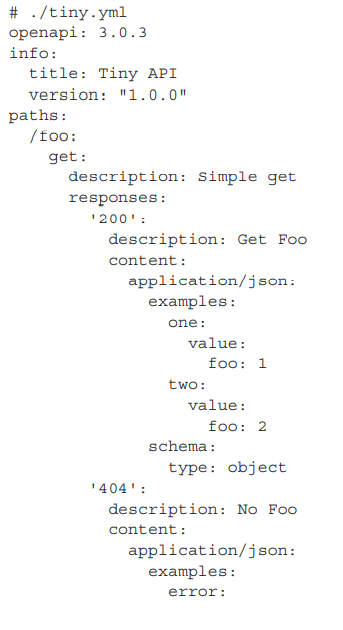 # ./tiny.yml
openapi: 3.0.3
info:
  title: Tiny API
  version: "1.0.0"
paths:
  /foo:
    get:
      description: Simple get
      responses:
        '200':
          description: Get Foo
          content:
            application/json:
              examples:
                one:
                  value:
                    foo: 1
                two:
                  value:
                    foo: 2
              schema:
                type: object
        '404':
          description: No Foo
          content:
            application/json:
              examples:
                error: